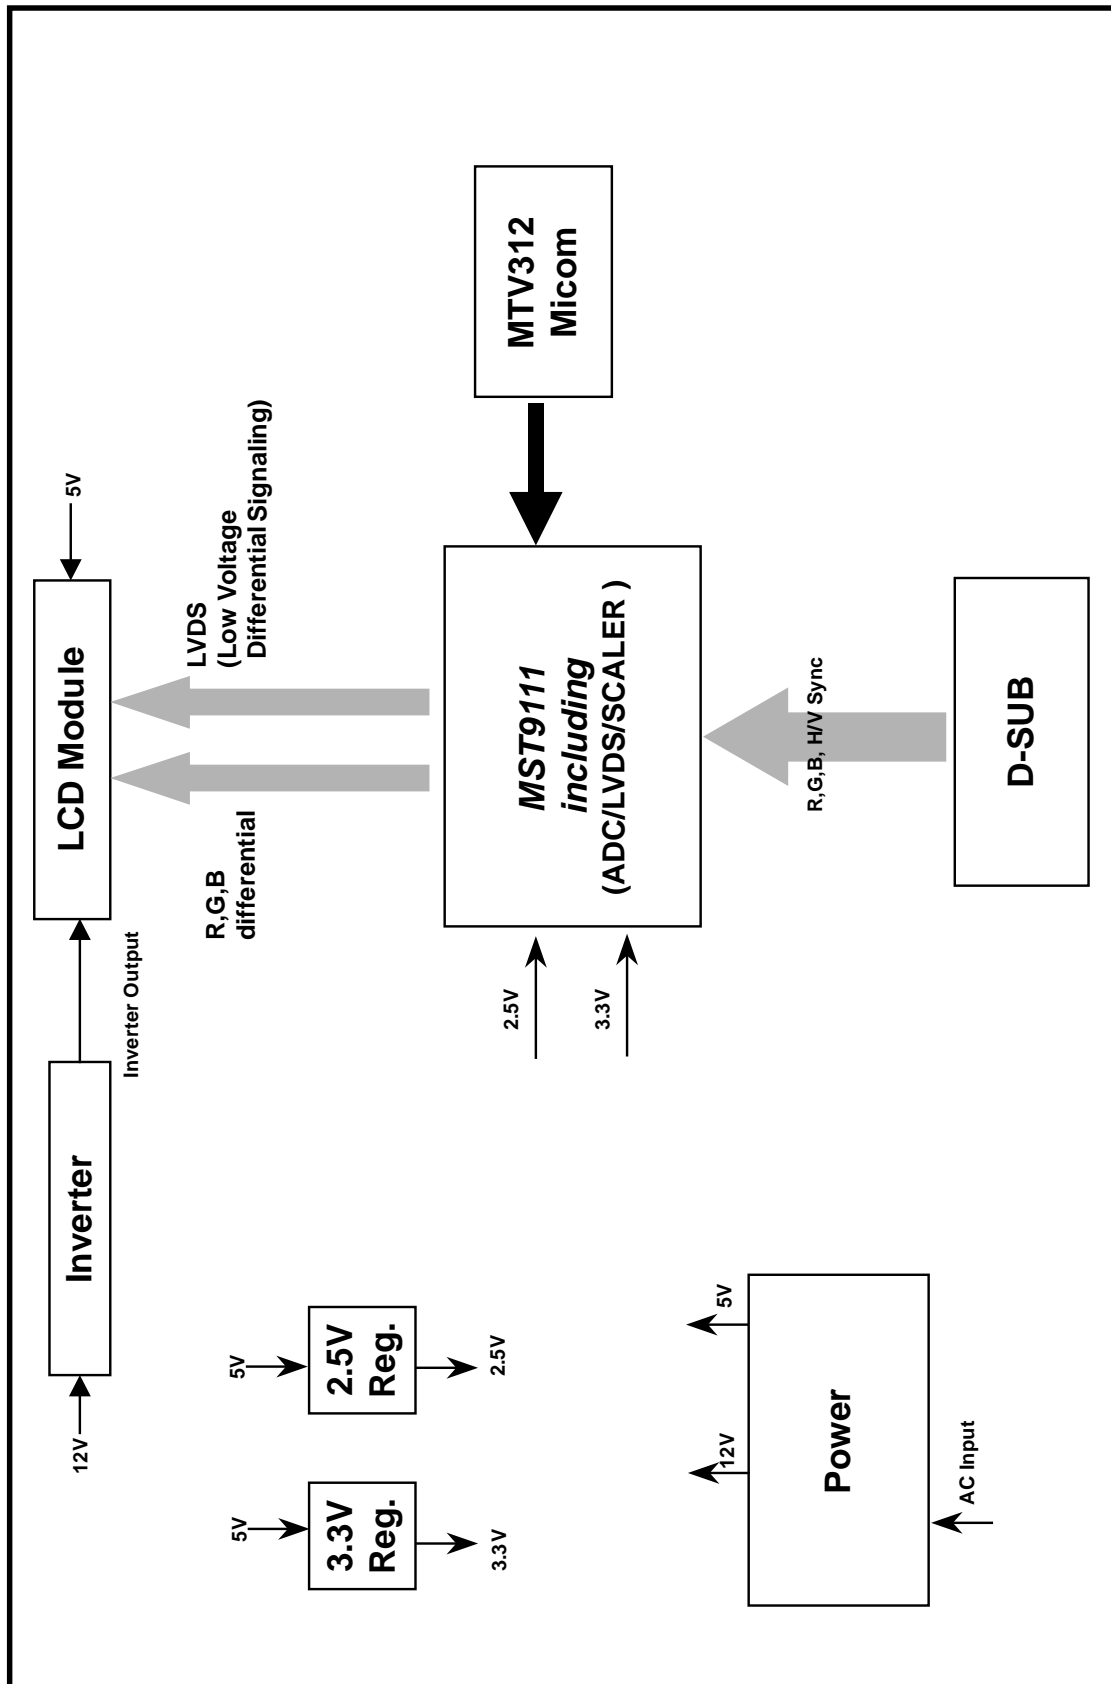 3.3V
Reg.
5V
3.3V
2.5V
Reg.
5V
2.5V
12V
Inverter
Inverter Output
LCD Module
5V
R,G,B
differential
LVDS
(Low Voltage
Differential Signaling)
2.5V
3.3V
MST9111
including
(ADC/LVDS/SCALER )
MTV312
Micom
12V
5V
Power
AC Input
R,G,B, H/V Sync
D-SUB